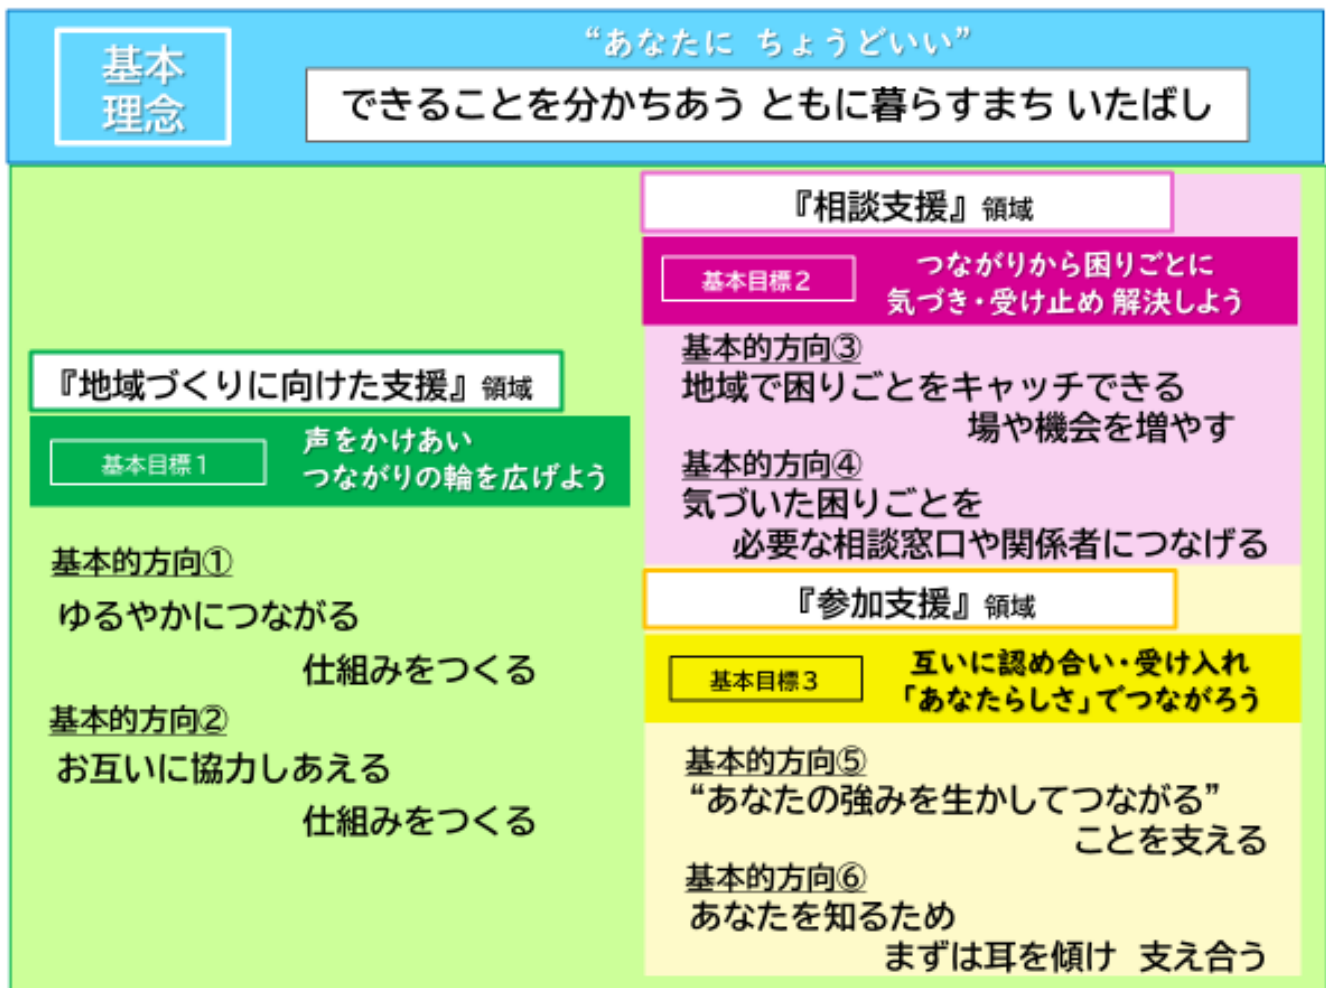 基本
理念
“あなたに ちょうどいい”
できることを分かちあう ともに暮らすまち いたばし
『地域づくりに向けた支援』領域
基本目標1
声をかけあい
つながりの輪を広げよう
基本的方向①
ゆるやかにつながる
仕組みをつくる
基本的方向②
お互いに協力しあえる
仕組みをつくる
『相談支援』領域
基本目標2
つながりから困りごとに
気づき・受け止め 解決しよう
基本的方向③
地域で困りごとをキャッチできる
場や機会を増やす
基本的方向④
気づいた困りごとを
必要な相談窓口や関係者につなげる
『参加支援』領域
基本目標3
互いに認め合い・受け入れ
「あなたらしさ」でつながろう
基本的方向⑤
“あなたの強みを生かしてつながる”
ことを支える
基本的方向⑥
あなたを知るため
まずは耳を傾け 支え合う